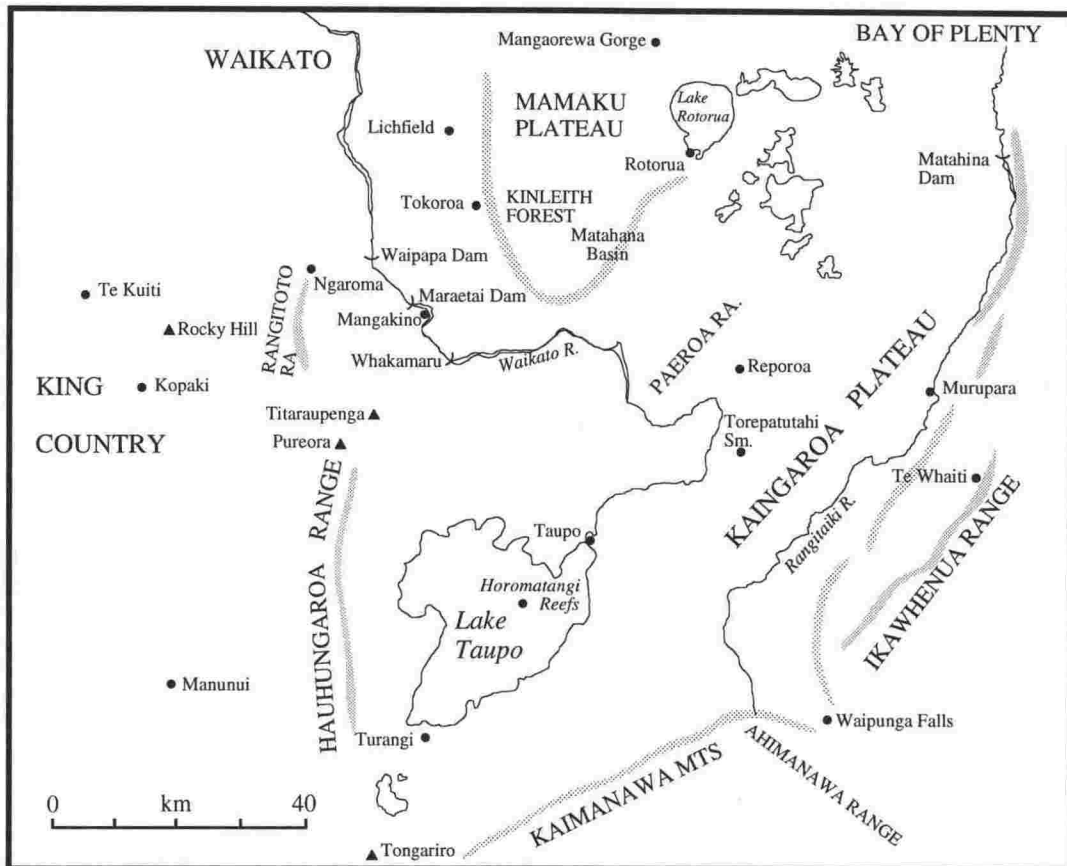 BAY OF PLENTY
Mangaorewa Gorge
WAIKATO
MAMAKU
PLATEAU
Lake
Rotorua
Lichfield
Rotorua
Matahina
Dam
Tokoroa
KINLEITH
FOREST
Matahana
Basin
Waipapa Dam
Ngaroma
Te Kuiti
Maraetai Dam
RANGITOTO
RA
Rocky Hill
Mangakino
PAEROA RA.
Whakamaru
Waikato R.
Reporoa
KAINGAROA PLATEAU
KING
Kopaki
Murupara
Titaraupenga
Torepatutahi
Sm.
COUNTRY
Pureora
Te Whaiti
HAUHUNGAROA RANGE
Rangitaiki R.
IKAWHENUA RANGE
Taupo
Horomatangi
Reefs
Lake
Taupo
Manunui
Waipunga Falls
Turangi
KAIMANAWA MTS
AHIMANAWA RANGE
0 km 40
Tongariro